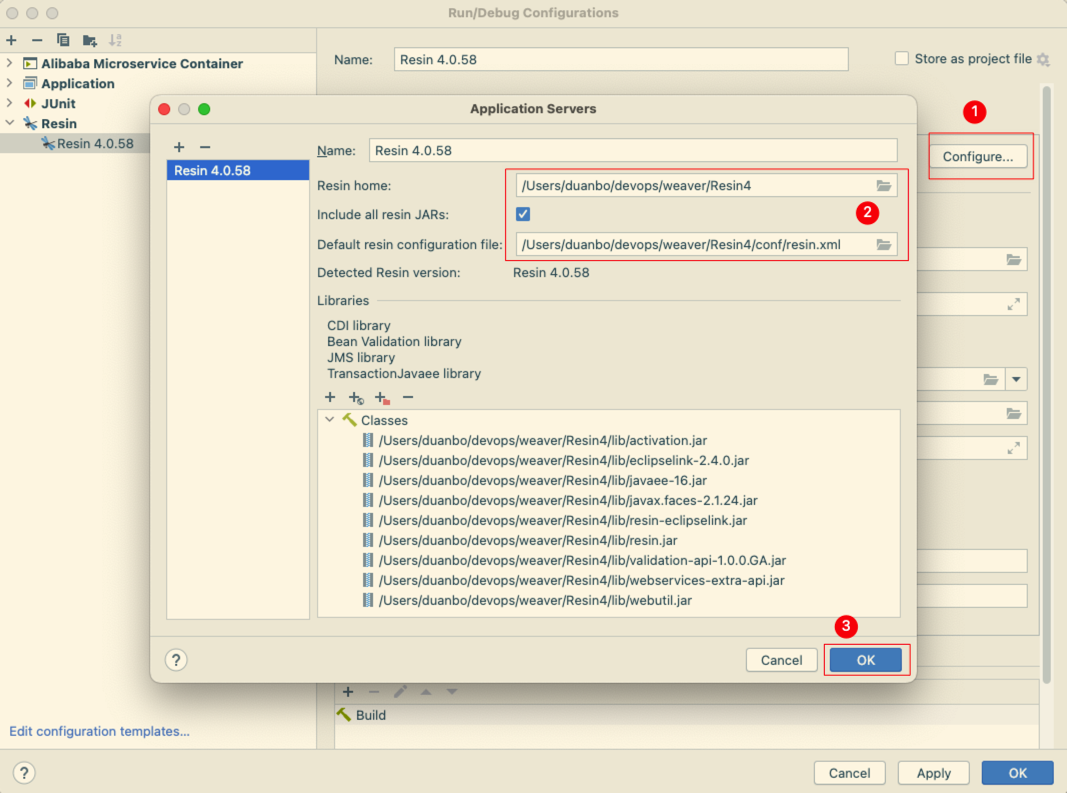 Run/Debug Configurations
Alibaba Microservice Container
Application
JUnit
Resin
Resin 4.0.58
Edit configuration templates...
Name: Resin 4.0.58
Store as project file
1
Configure...
Application Servers
Resin 4.0.58
Name: Resin 4.0.58
Resin home: /Users/duanbo/devops/weaver/Resin4
Include all resin JARs:
2
Default resin configuration file: /Users/duanbo/devops/weaver/Resin4/conf/resin.xml
Detected Resin version: Resin 4.0.58
Libraries
CDI library
Bean Validation library
JMS library
TransactionJavaee library
Classes
/Users/duanbo/devops/weaver/Resin4/lib/activation.jar
/Users/duanbo/devops/weaver/Resin4/lib/eclipselink-2.4.0.jar
/Users/duanbo/devops/weaver/Resin4/lib/javaee-16.jar
/Users/duanbo/devops/weaver/Resin4/lib/javax.faces-2.1.24.jar
/Users/duanbo/devops/weaver/Resin4/lib/resin-eclipselink.jar
/Users/duanbo/devops/weaver/Resin4/lib/resin.jar
/Users/duanbo/devops/weaver/Resin4/lib/validation-api-1.0.0.GA.jar
/Users/duanbo/devops/weaver/Resin4/lib/webservices-extra-api.jar
/Users/duanbo/devops/weaver/Resin4/lib/webutil.jar
3
?
Cancel
OK
Build
?
Cancel
Apply
OK